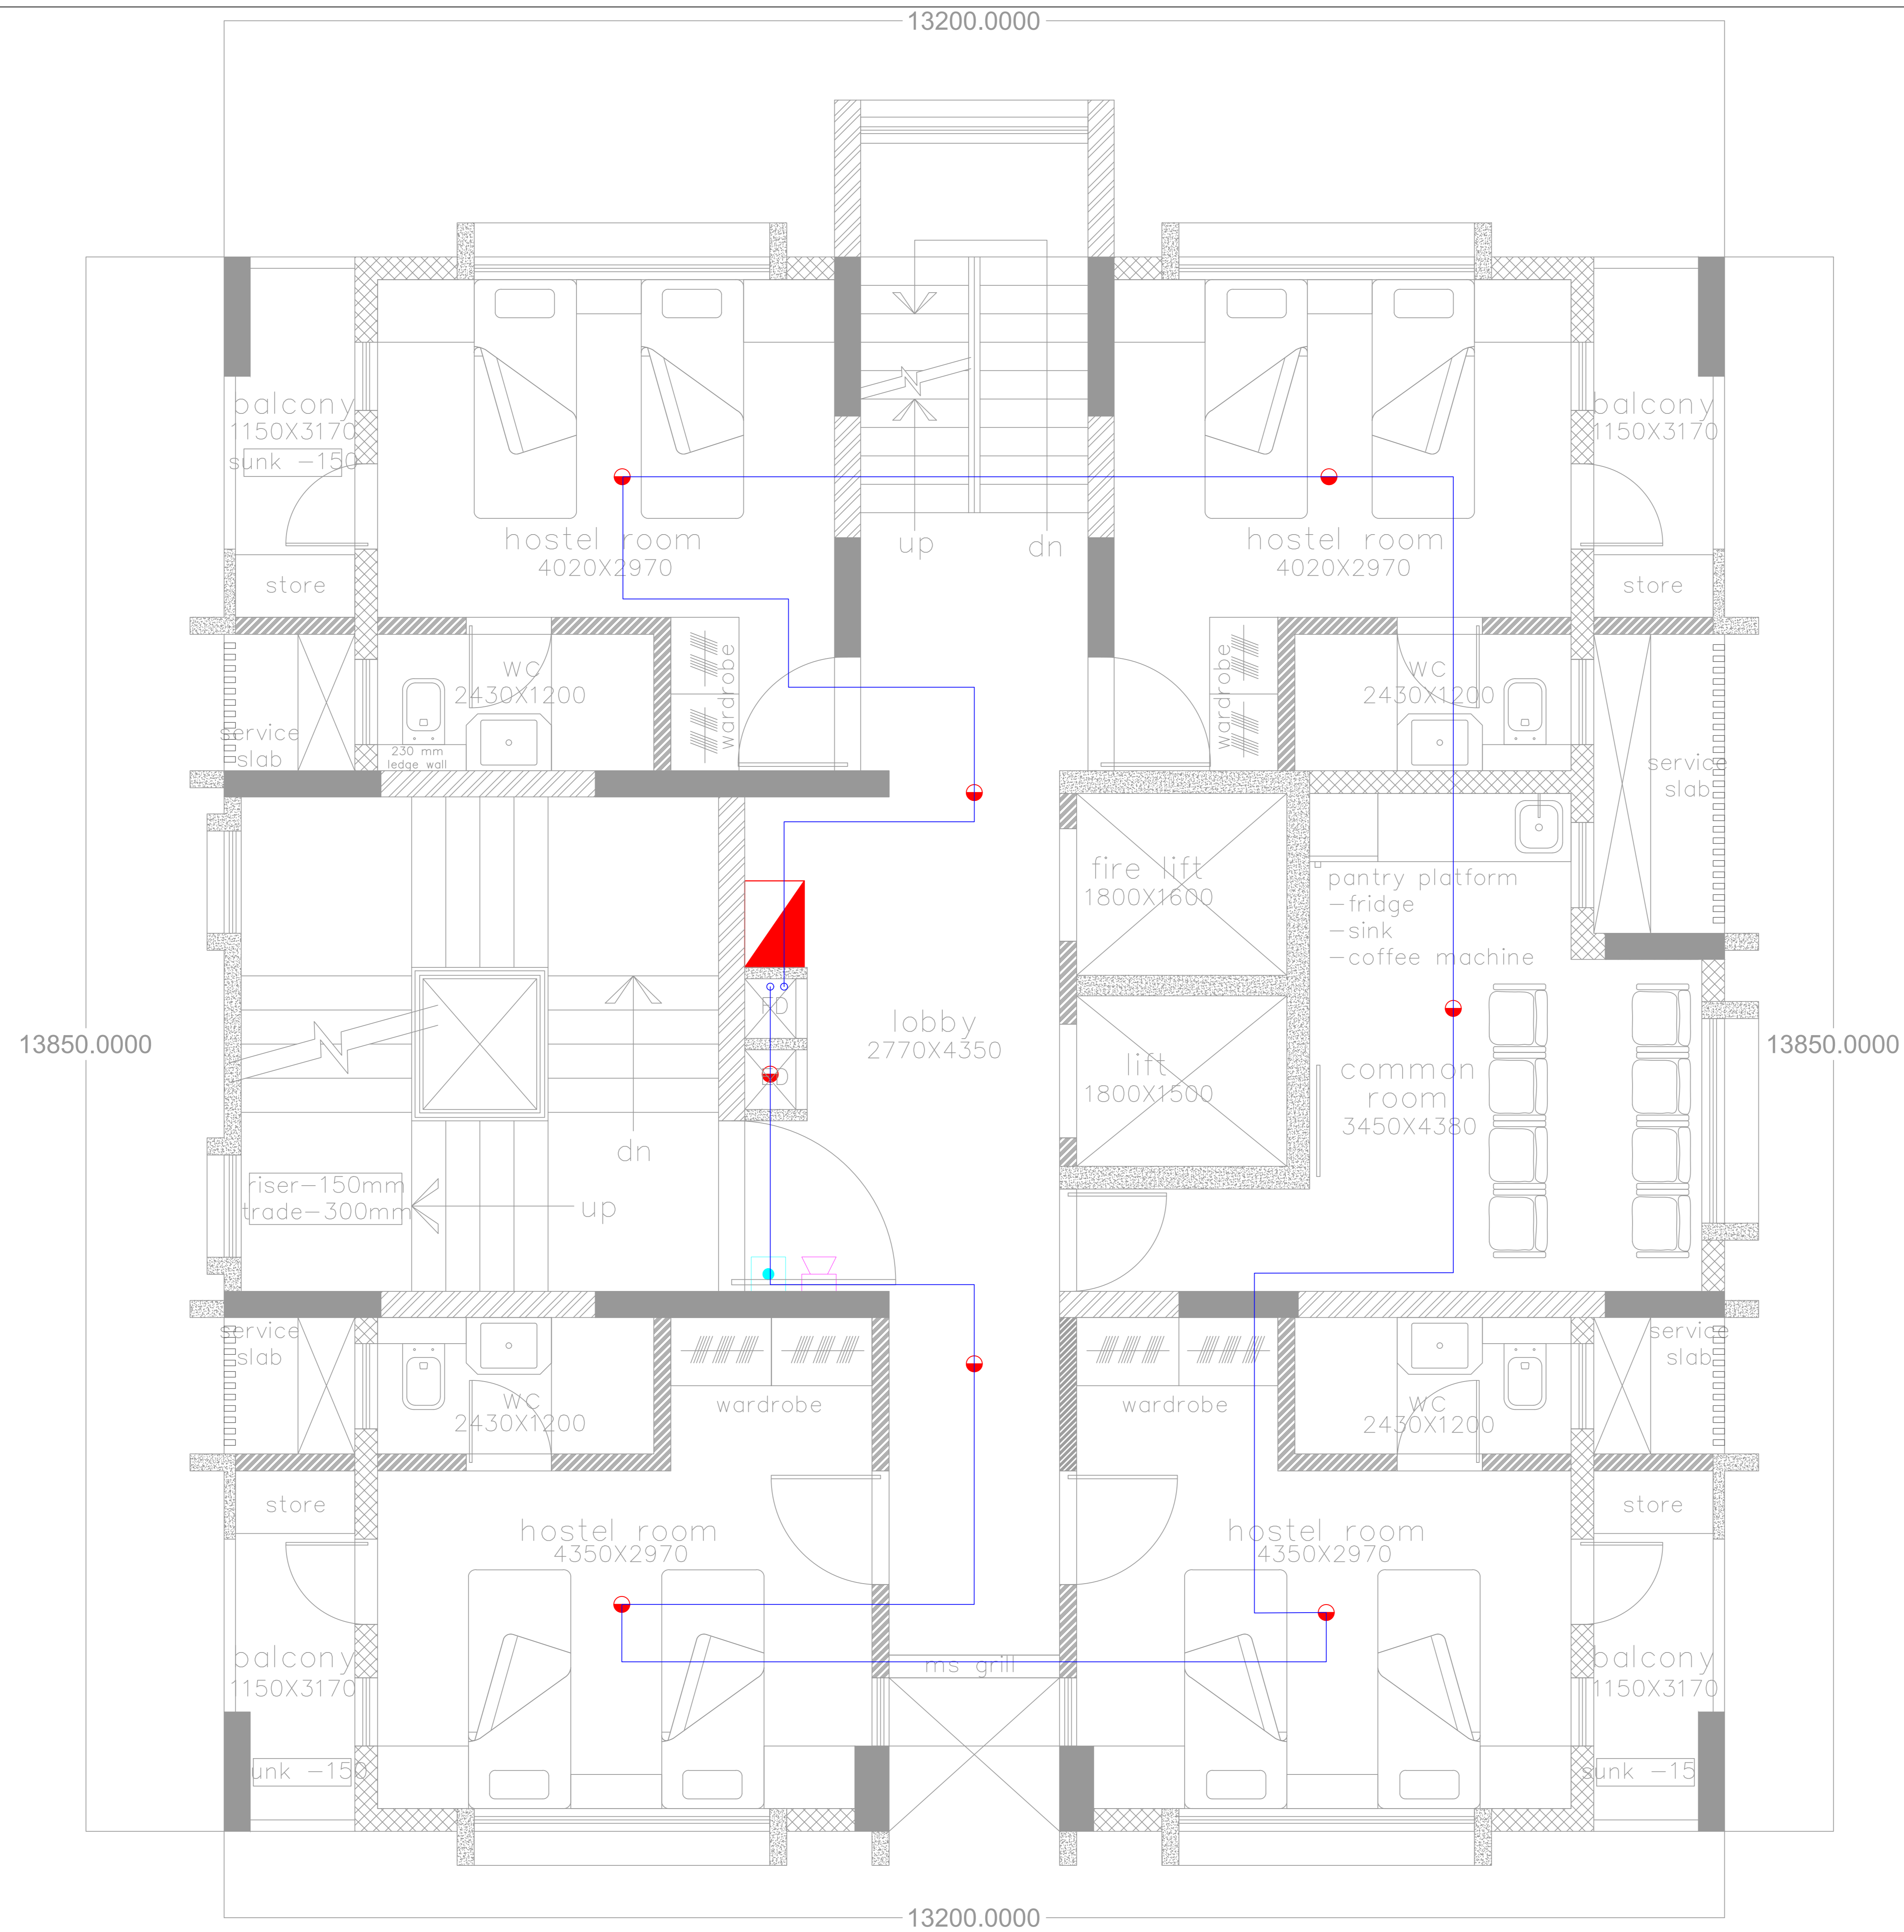 13200.0000
balcony
1150X3170
sunk -150
balcony
1150X3170
hostel room
4020X2970
up
dn
hostel room
4020X2970
store
store
WC
2430X1200
wardrobe
wardrobe
WC
2430X1200
service
slab
230 mm
ledge wall
service
slab
fire lift
1800X1600
pantry platform
-fridge
-sink
-coffee machine
13850.0000
lobby
2770X4350
lift
1800X1500
common
room
3450X4380
13850.0000
dn
riser-150mm
trade-300mm
up
service
slab
service
slab
WC
2430X1200
wardrobe
wardrobe
WC
2430X1200
store
hostel room
4350X2970
hostel room
4350X2970
store
balcony
1150X3170
ms grill
balcony
1150X3170
unk -150
sunk -15
13200.0000